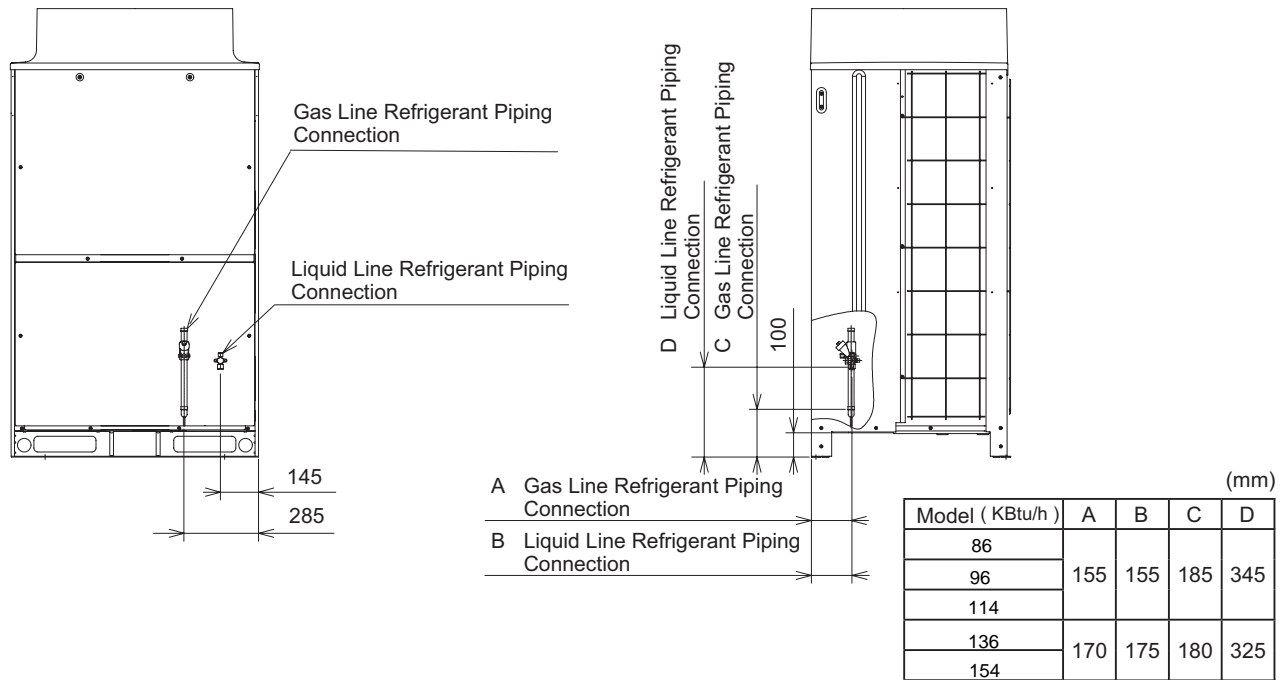 Gas Line Refrigerant Piping
Connection
Liquid Line Refrigerant Piping
Connection
145
285
D Liquid Line Refrigerant Piping
Connection
C Gas Line Refrigerant Piping
Connection
100
A Gas Line Refrigerant Piping
Connection
B Liquid Line Refrigerant Piping
Connection
(mm)
Model ( KBtu/h ) A B C D
86
96 155 155 185 345
114
136
170 175 180 325
154